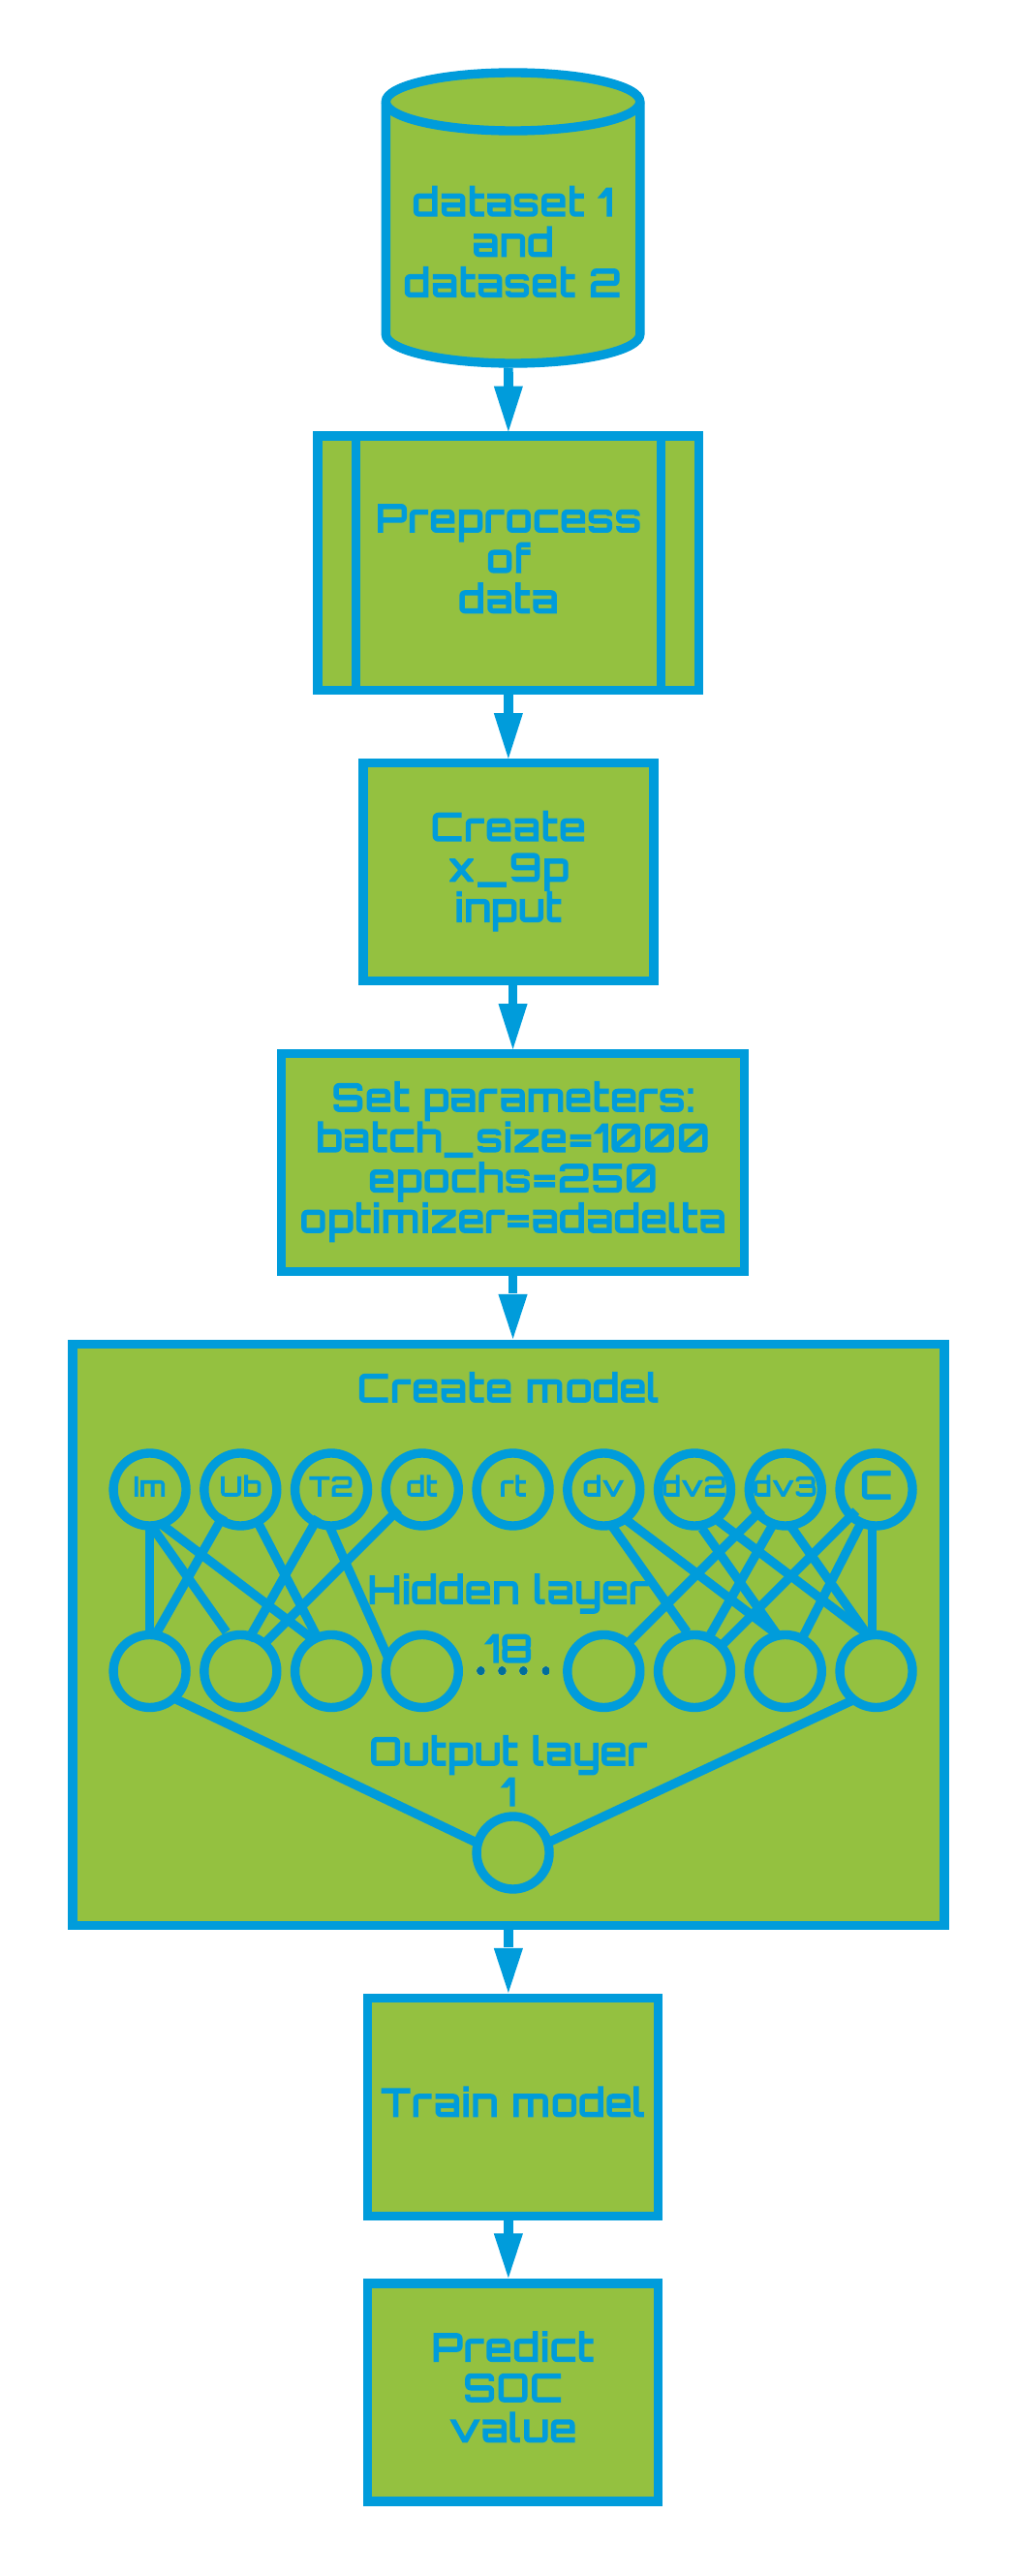 dataset 1
and
dataset 2
Preprocess
of
data
Create
x_9p
input
Set parameters:
batch_size=1000
epochs=250
optimizer=adadelta
Create model
Im Ub T2 dt rt dv dv2 dv3 C
Hidden layer
18
Output layer
1
Train model
Predict
SOC
value